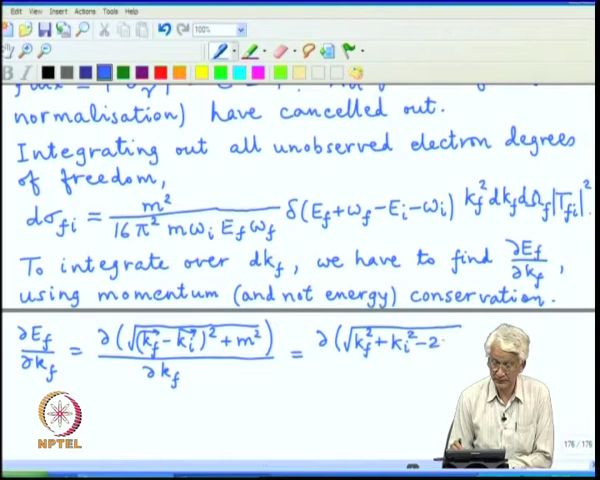 Edit View Insert Actions Tools Help
100%
normalisation) have cancelled out.
Integrating out all unobserved electron degrees
of freedom,
dσ_fi = m² / (16π² mω_i E_f ω_f) δ(E_f+ω_f−E_i−ω_i) k_f² dk_f dΩ_f |T_fi|².
To integrate over dk_f, we have to find ∂E_f/∂k_f,
using momentum (and not energy) conservation.
∂E_f/∂k_f = ∂(√((k⃗_f − k⃗_i)² + m²))/∂k_f = ∂(√(k_f² + k_i² − 2
NPTEL
176 / 176